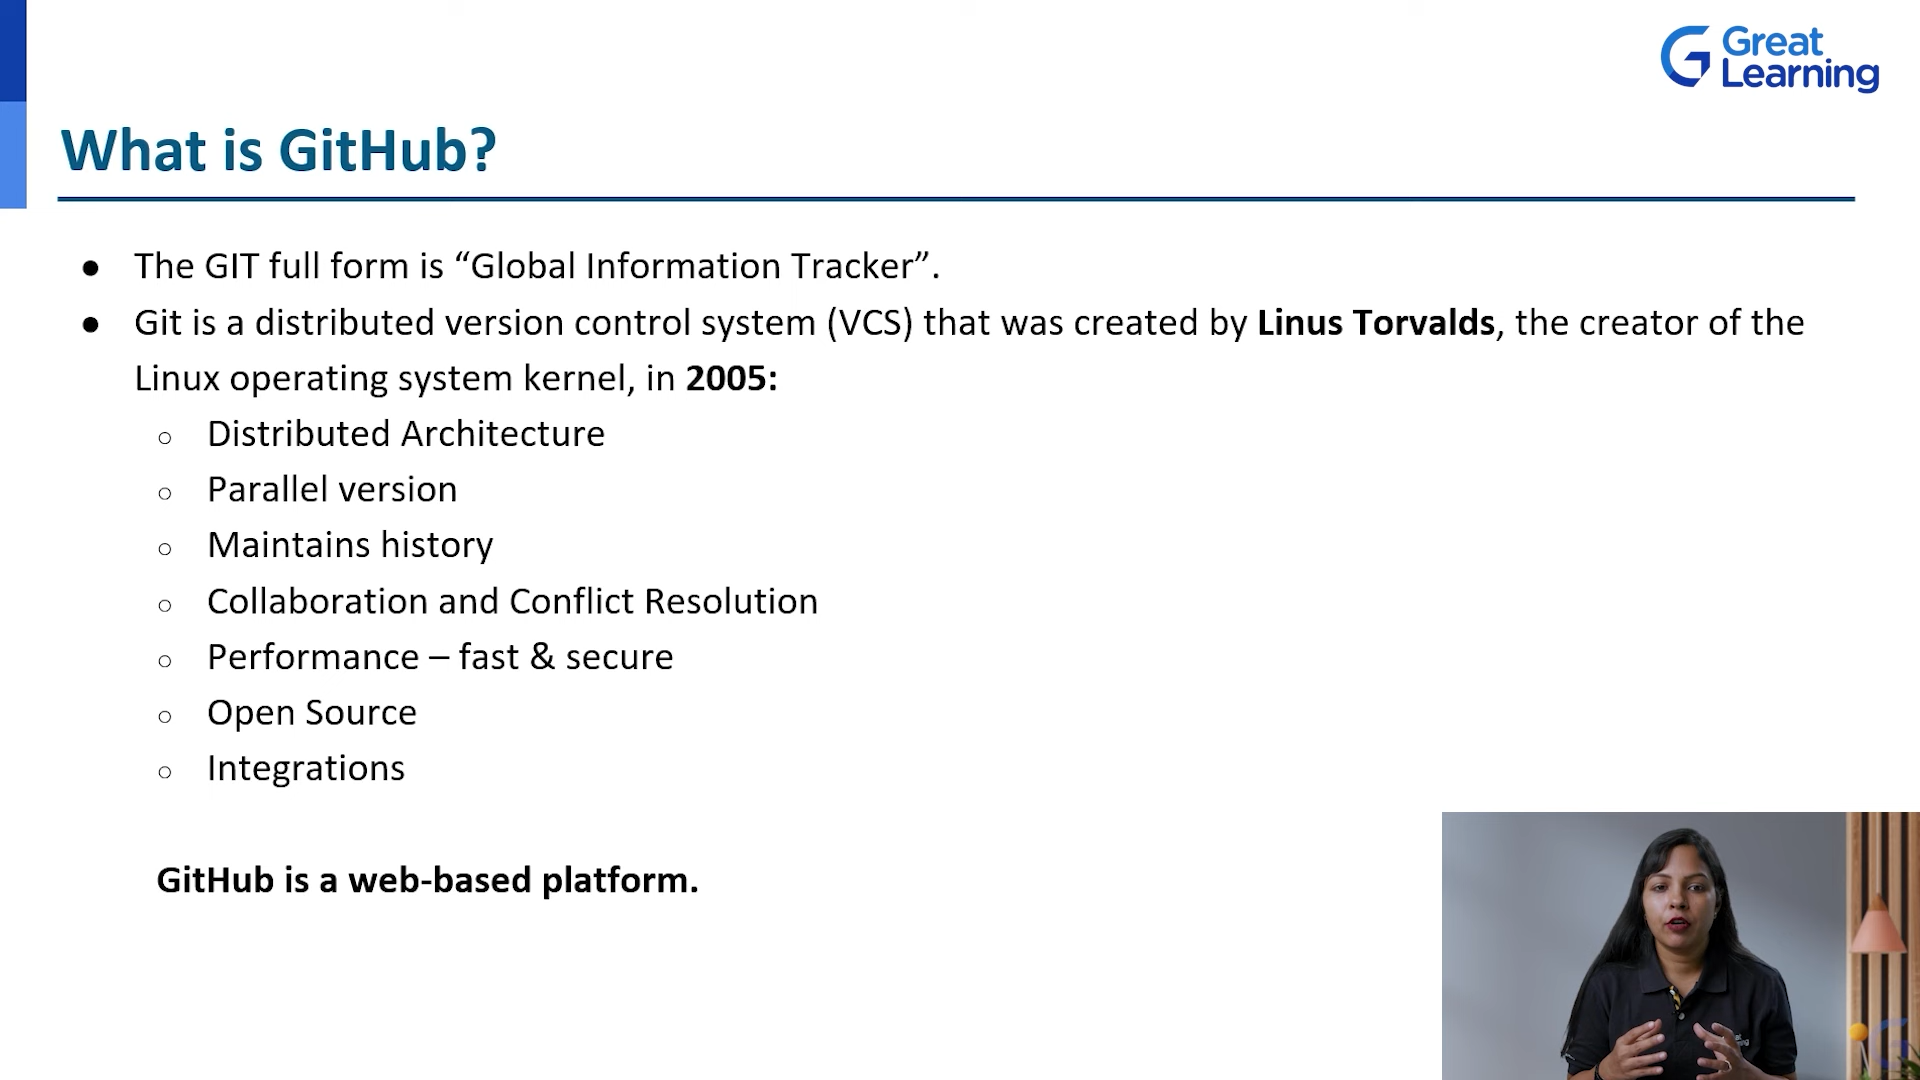 Great
Learning
What is GitHub?
● The GIT full form is “Global Information Tracker”.
● Git is a distributed version control system (VCS) that was created by Linus Torvalds, the creator of the
Linux operating system kernel, in 2005:
○ Distributed Architecture
○ Parallel version
○ Maintains history
○ Collaboration and Conflict Resolution
○ Performance – fast & secure
○ Open Source
○ Integrations
GitHub is a web-based platform.